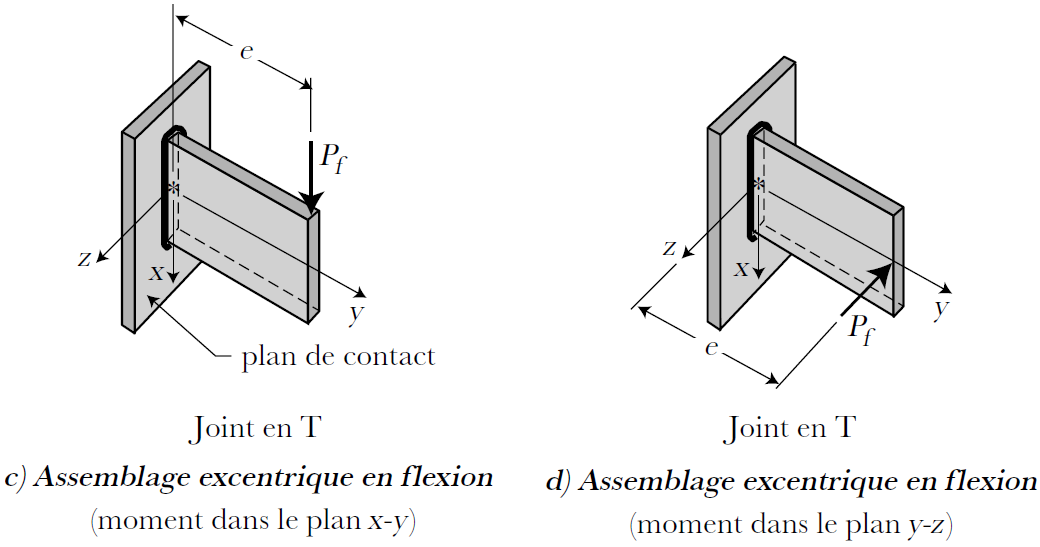 e
P_f
z
x
y
plan de contact
Joint en T
c) Assemblage excentrique en flexion
(moment dans le plan x-y)
z
x
y
P_f
e
Joint en T
d) Assemblage excentrique en flexion
(moment dans le plan y-z)